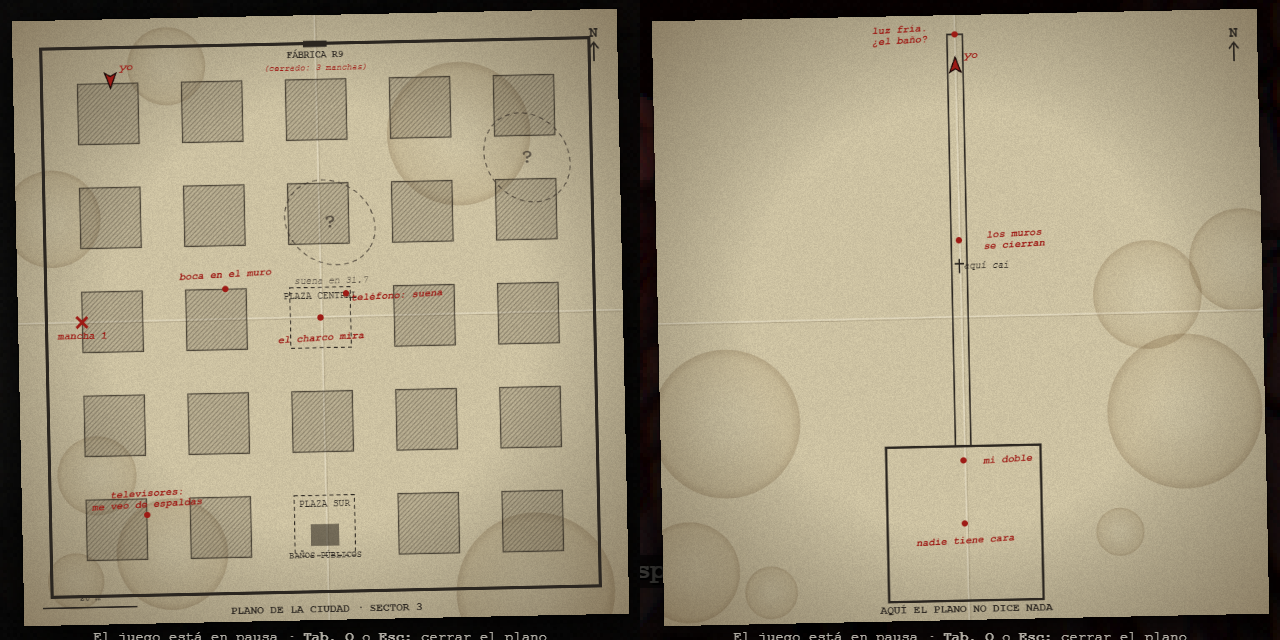 N
FÁBRICA R9
(cerrado: 3 manchas)
yo
?
?
boca en el muro
suena en 31.7
PLAZA CENTRAL
teléfono: suena
mancha 1
el charco mira
televisores:
me veo de espaldas
PLAZA SUR
BAÑOS PÚBLICOS
PLANO DE LA CIUDAD · SECTOR 3
El juego está en pausa · Tab, Q o Esc: cerrar el plano
luz fría.
¿el baño?
N
yo
los muros
se cierran
aquí caí
mi doble
nadie tiene cara
AQUÍ EL PLANO NO DICE NADA
sp
El juego está en pausa · Tab, Q o Esc: cerrar el plano